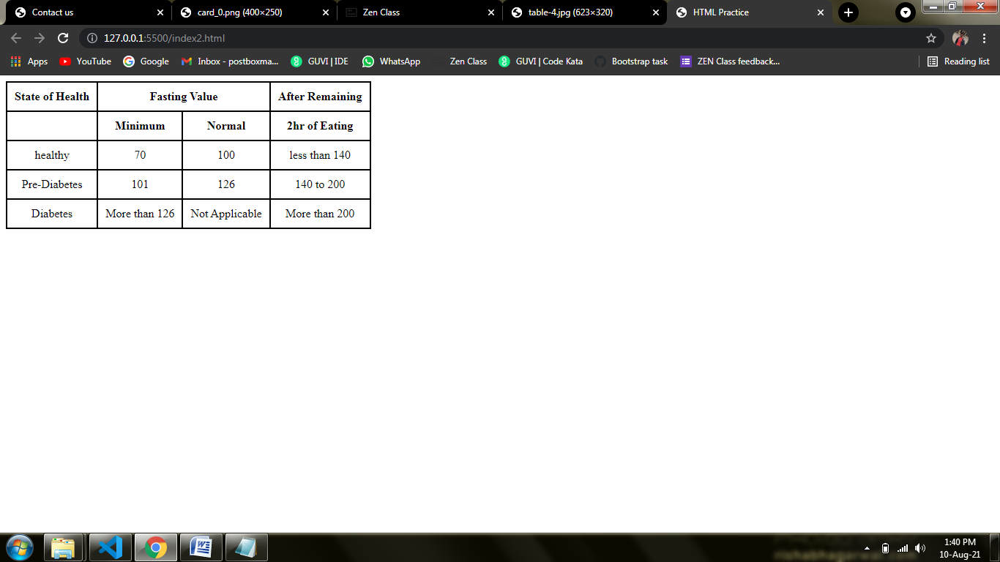 Contact us
card_0.png (400×250)
Zen Class
table-4.jpg (623×320)
HTML Practice
127.0.0.1:5500/index2.html
Apps YouTube Google Inbox - postboxma... GUVI | IDE WhatsApp Zen Class GUVI | Code Kata Bootstrap task ZEN Class feedback... Reading list
State of Health Fasting Value After Remaining
Minimum Normal 2hr of Eating
healthy 70 100 less than 140
Pre-Diabetes 101 126 140 to 200
Diabetes More than 126 Not Applicable More than 200
1:40 PM
10-Aug-21